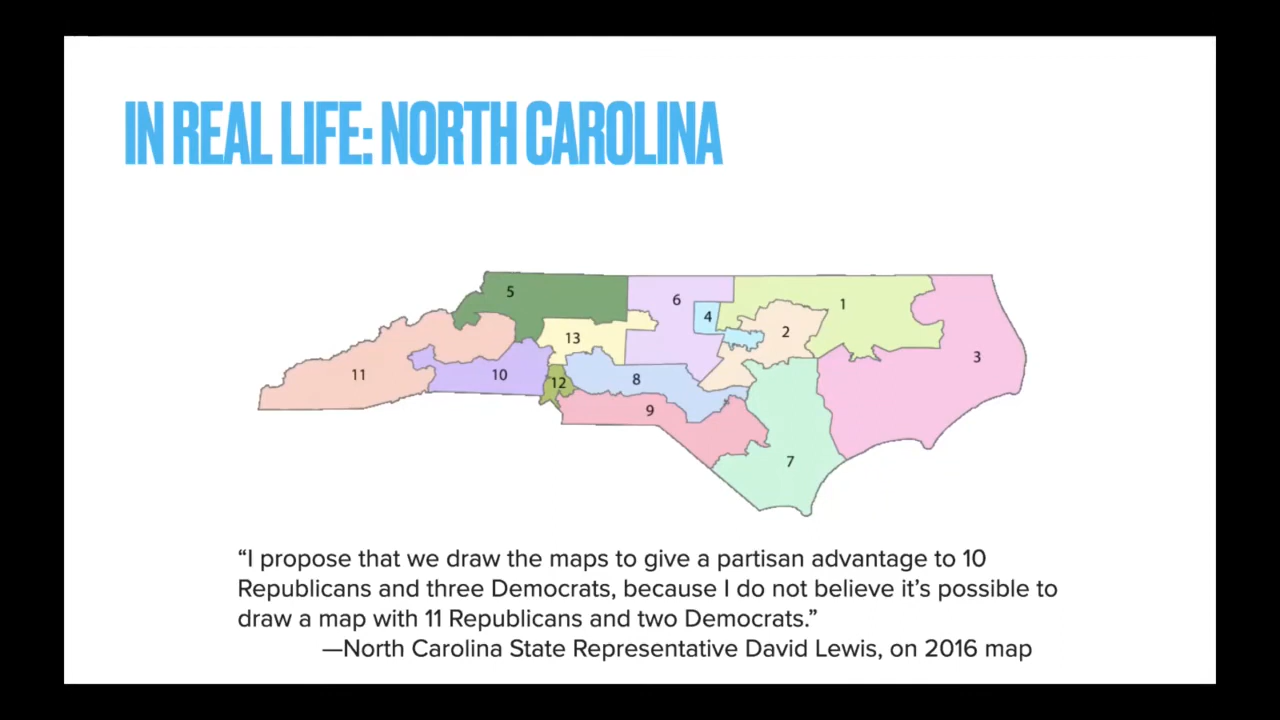 IN REAL LIFE: NORTH CAROLINA
5
6
4
1
2
13
3
11
10
12
8
9
7
“I propose that we draw the maps to give a partisan advantage to 10
Republicans and three Democrats, because I do not believe it’s possible to
draw a map with 11 Republicans and two Democrats.”
—North Carolina State Representative David Lewis, on 2016 map